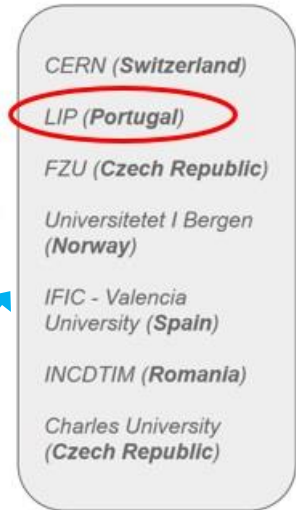 CERN (Switzerland)
LIP (Portugal)
FZU (Czech Republic)
Universitetet I Bergen
(Norway)
IFIC - Valencia
University (Spain)
INCDTIM (Romania)
Charles University
(Czech Republic)